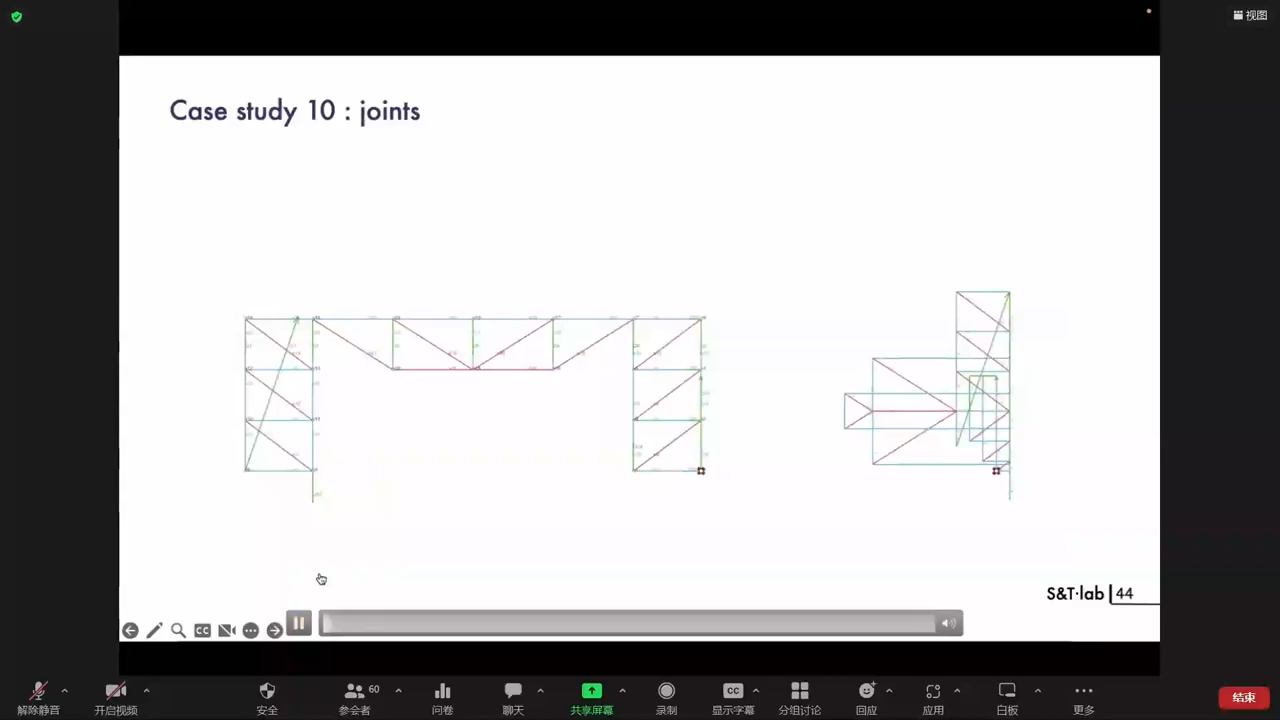 视图
Case study 10 : joints
S&T·lab 44
CC
60
CC
解除静音
开启视频
安全
参会者
问卷
聊天
共享屏幕
录制
显示字幕
分组讨论
回应
应用
白板
更多
结束